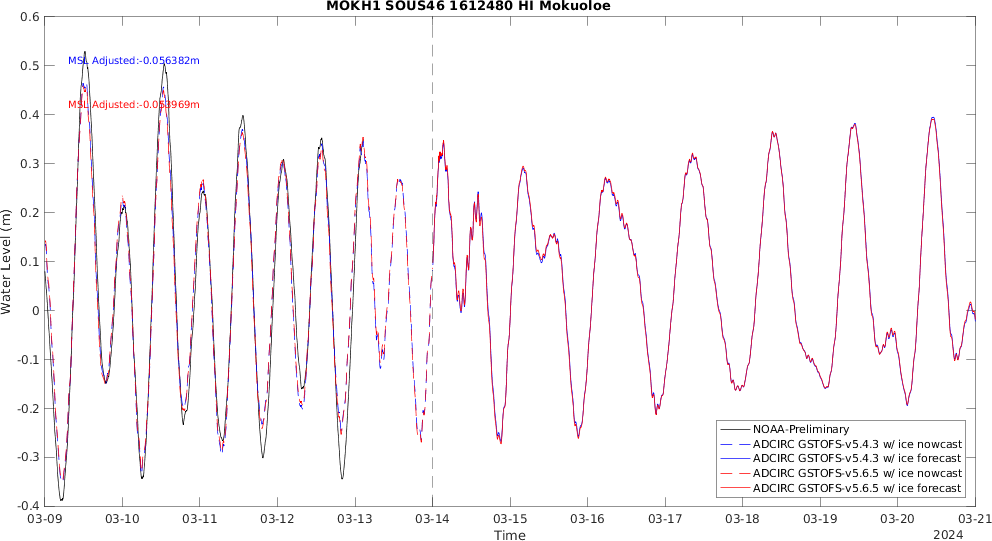 MOKH1 SOUS46 1612480 HI Mokuoloe
0.6
0.5
0.4
0.3
0.2
0.1
0
-0.1
-0.2
-0.3
-0.4
Water Level (m)
MSL Adjusted:-0.056382m
MSL Adjusted:-0.053969m
NOAA-Preliminary
ADCIRC GSTOFS-v5.4.3 w/ ice nowcast
ADCIRC GSTOFS-v5.4.3 w/ ice forecast
ADCIRC GSTOFS-v5.6.5 w/ ice nowcast
ADCIRC GSTOFS-v5.6.5 w/ ice forecast
03-09 03-10 03-11 03-12 03-13 03-14 03-15 03-16 03-17 03-18 03-19 03-20 03-21
Time
2024